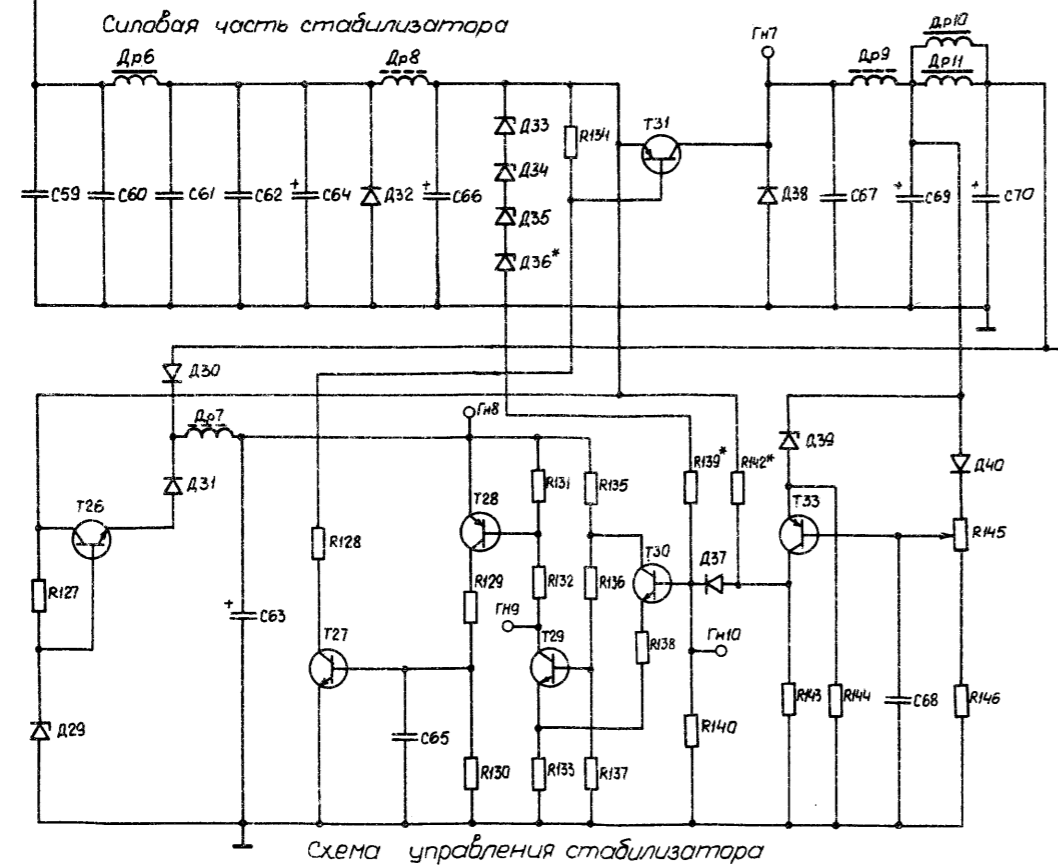 Силовая часть стабилизатора
Гн7
Др10
Др6
Др8
Др9
Др11
Д33
R134
Т31
Д34
С59
С60
С61
С62
+
С64
Д32
+
С66
Д35
Д38
С67
+
С69
+
С70
Д36*
Д30
Др7
Гн8
Д39
R139*
R142*
Д40
Д31
R131
R135
Т26
Т28
Т33
R145
R128
Т30
Д37
R129
R132
R136
R127
+
С63
Гн9
Т27
Т29
R138
Гн10
R143
R144
С68
R146
Д29
С65
R140
R130
R133
R137
Схема управления стабилизатора